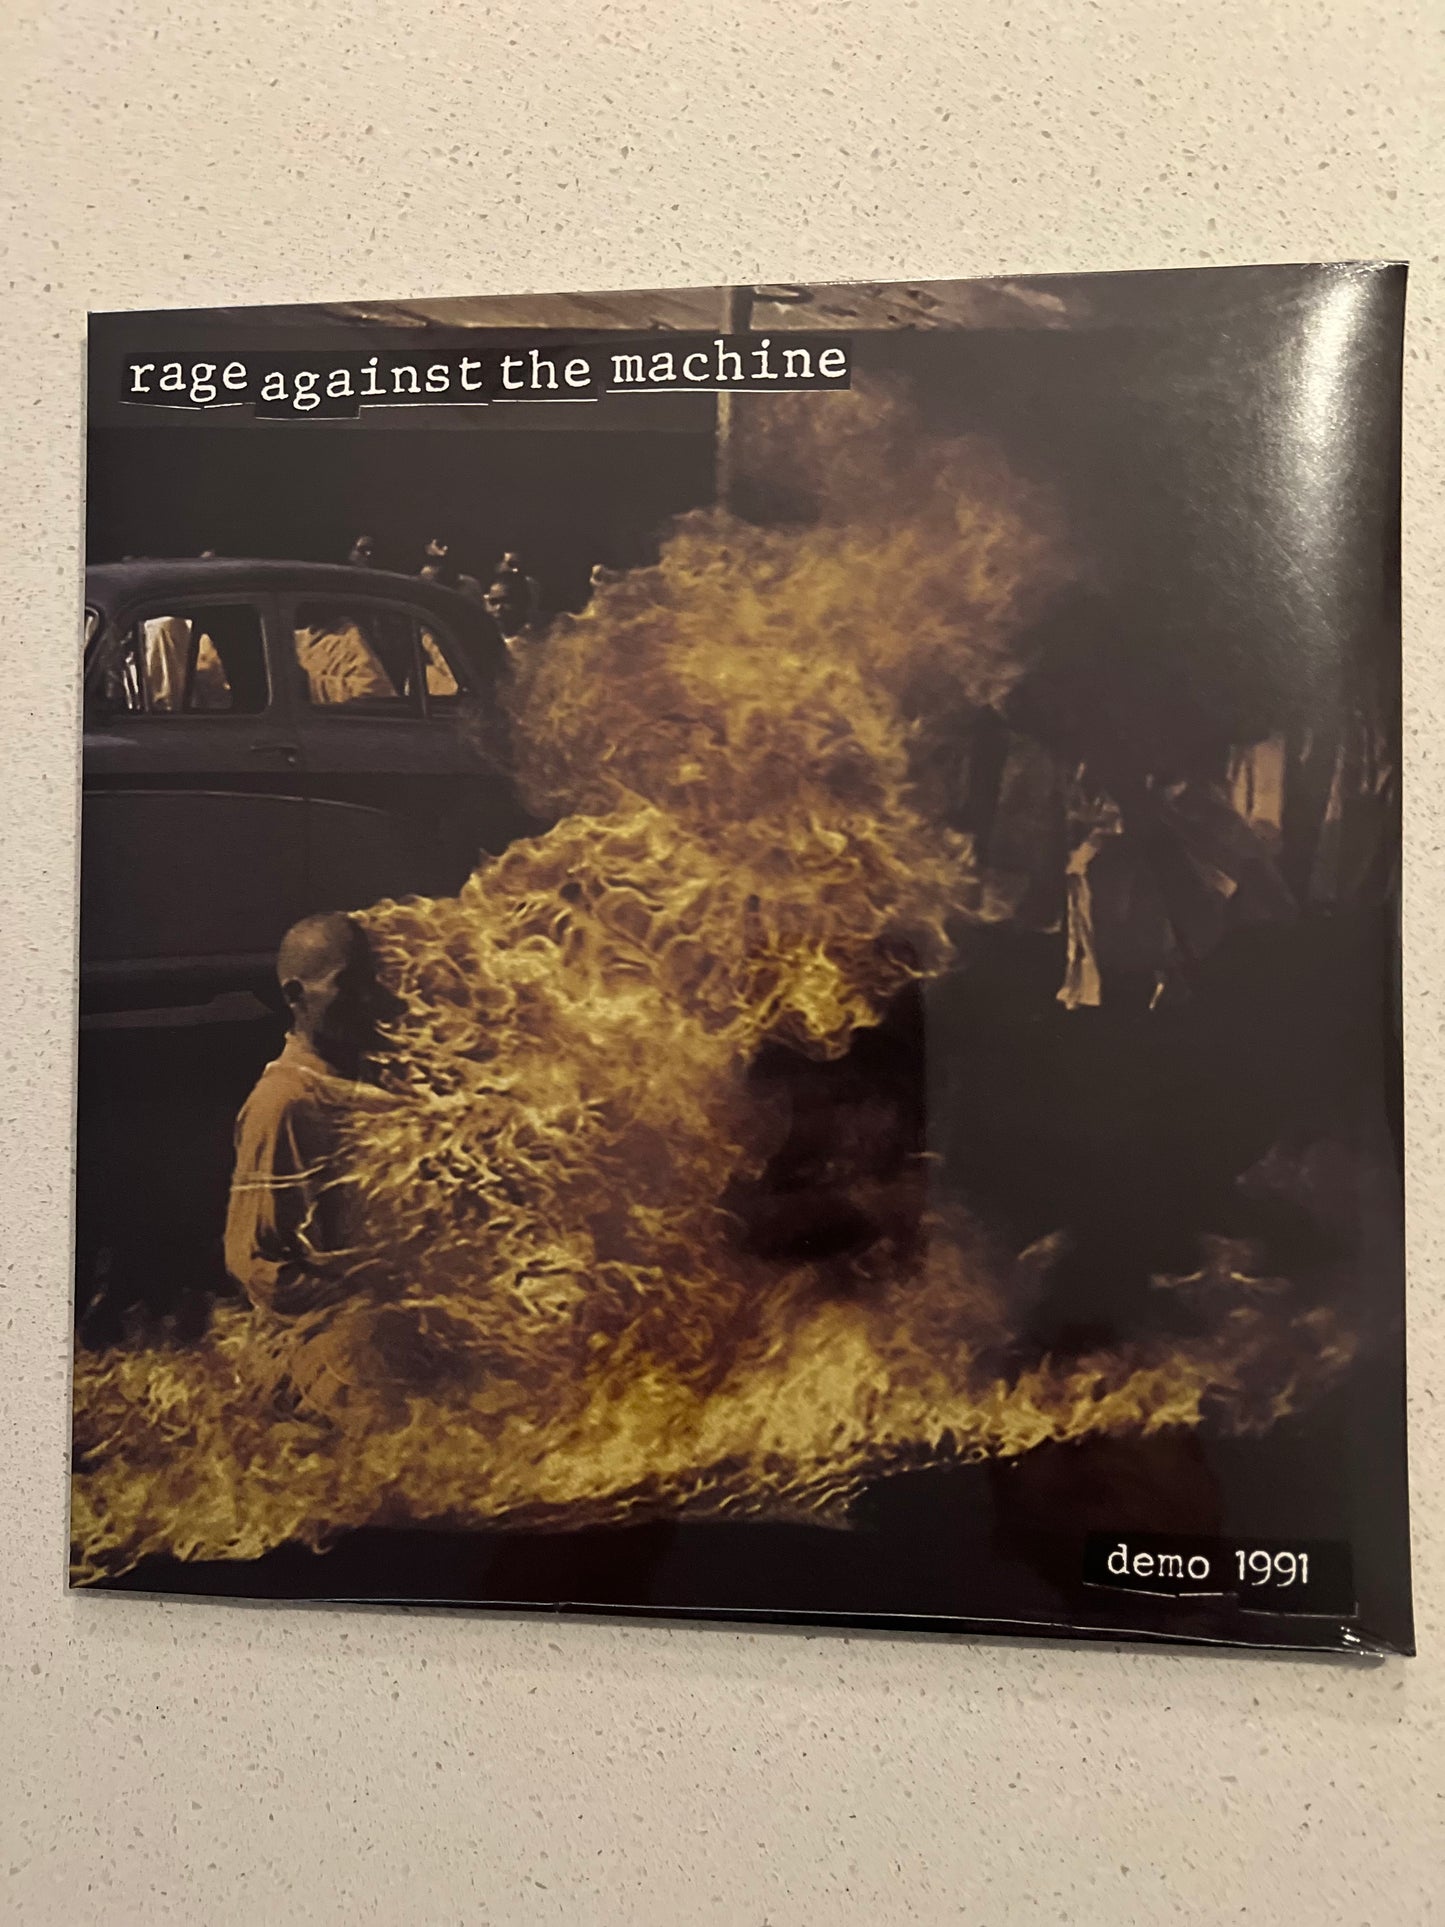 rage against the machine
demo 1991